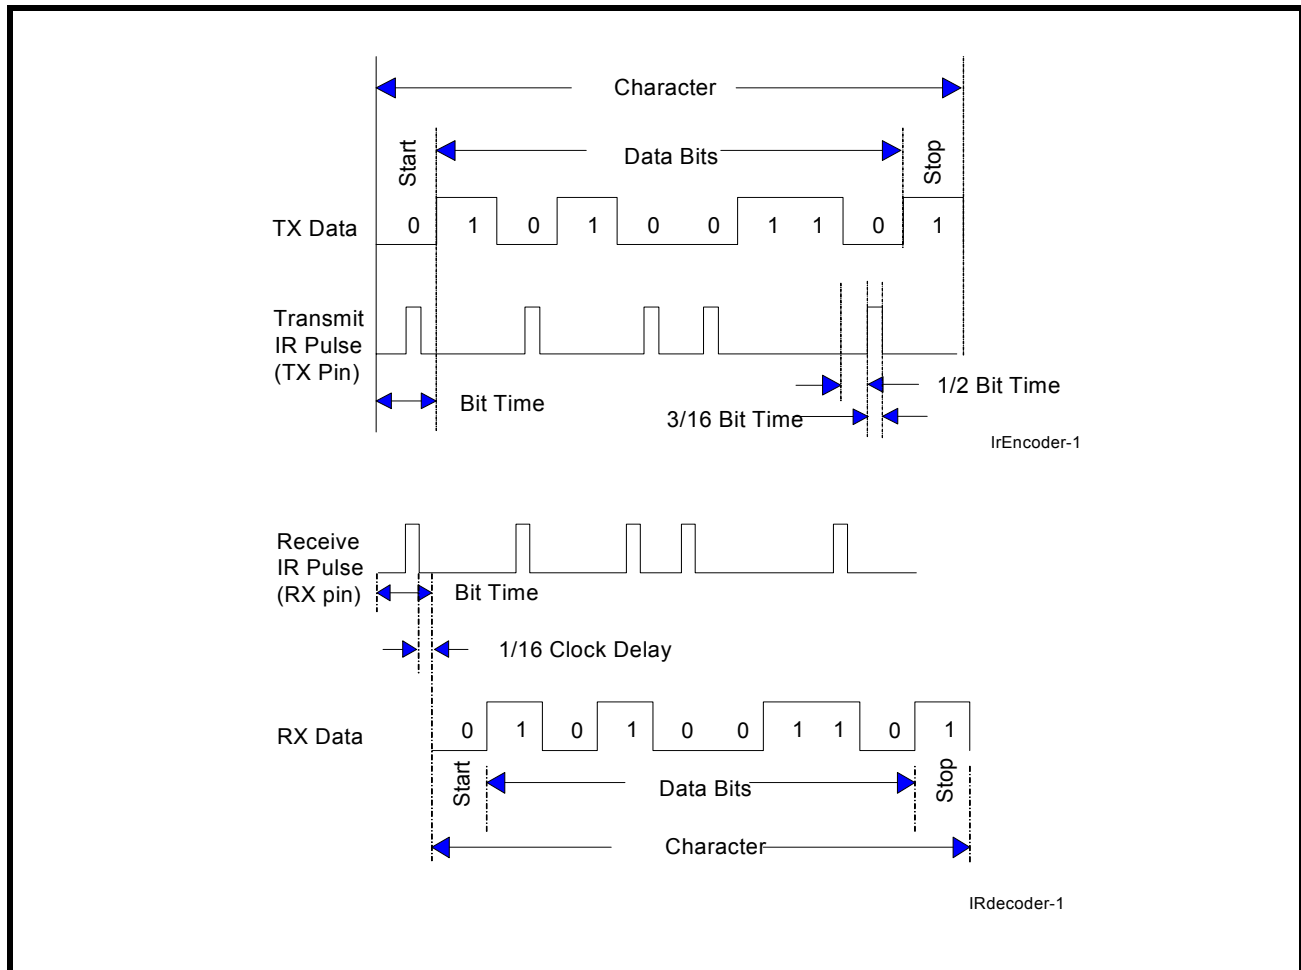 Character
Start
Data Bits
Stop
TX Data
0 1 0 1 0 0 1 1 0 1
Transmit
IR Pulse
(TX Pin)
Bit Time
1/2 Bit Time
3/16 Bit Time
IrEncoder-1
Receive
IR Pulse
(RX pin)
Bit Time
1/16 Clock Delay
RX Data
0 1 0 1 0 0 1 1 0 1
Start
Data Bits
Stop
Character
IRdecoder-1